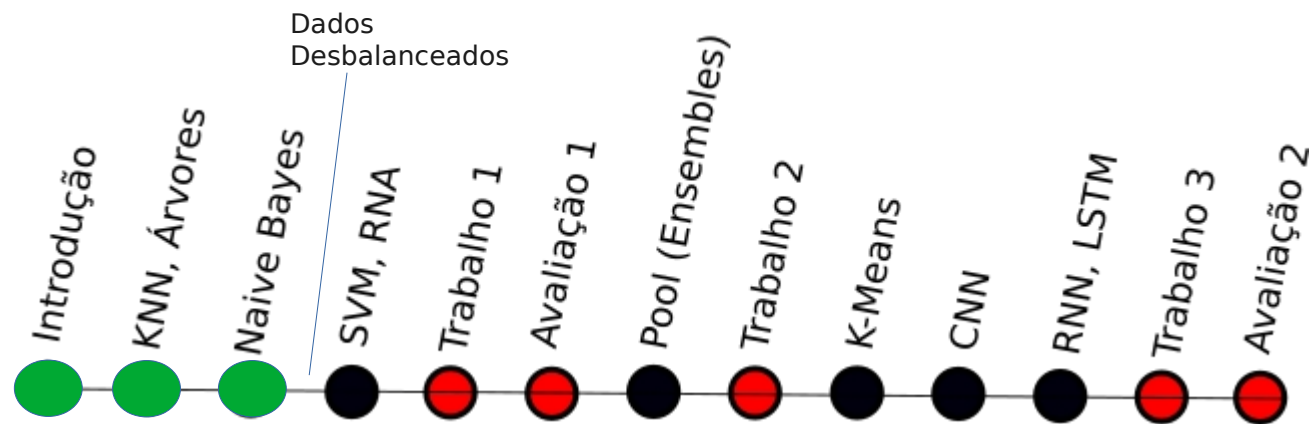 Dados
Desbalanceados
Introdução
KNN, Árvores
Naive Bayes
SVM, RNA
Trabalho 1
Avaliação 1
Pool (Ensembles)
Trabalho 2
K-Means
CNN
RNN, LSTM
Trabalho 3
Avaliação 2